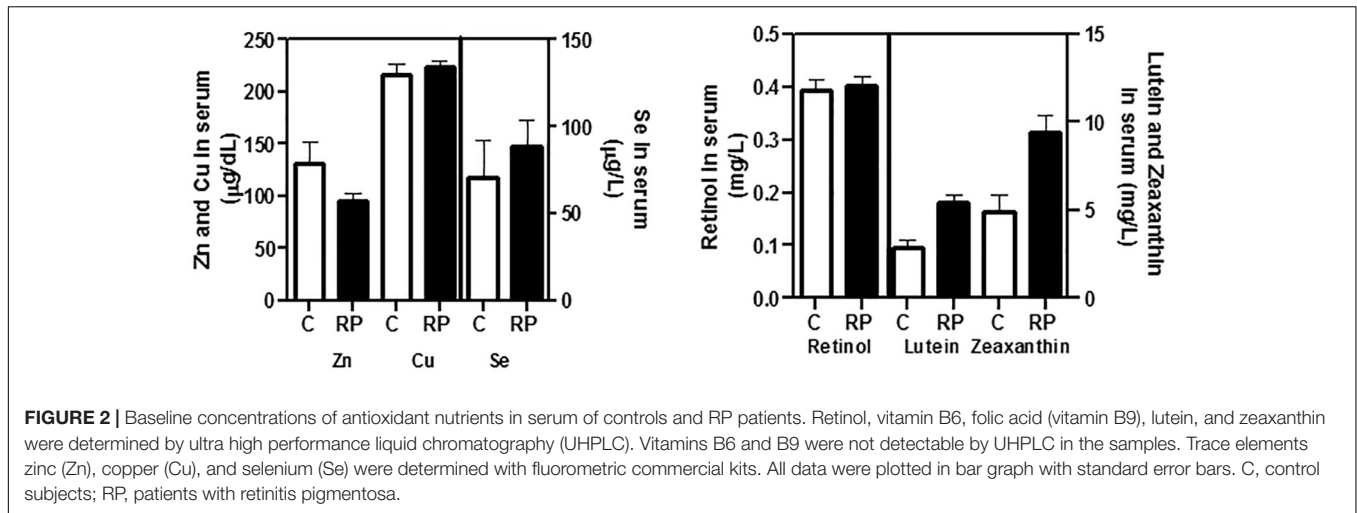 250
200
150
100
50
0
Zn and Cu In serum
(µg/dL)
150
100
50
0
Se In serum
(µg/L)
C RP C RP C RP
Zn Cu Se
0.5
0.4
0.3
0.2
0.1
0.0
Retinol In serum
(mg/L)
15
10
5
0
Lutein and Zeaxanthin
In serum (mg/L)
C RP C RP C RP
Retinol Lutein Zeaxanthin
FIGURE 2 | Baseline concentrations of antioxidant nutrients in serum of controls and RP patients. Retinol, vitamin B6, folic acid (vitamin B9), lutein, and zeaxanthin
were determined by ultra high performance liquid chromatography (UHPLC). Vitamins B6 and B9 were not detectable by UHPLC in the samples. Trace elements
zinc (Zn), copper (Cu), and selenium (Se) were determined with fluorometric commercial kits. All data were plotted in bar graph with standard error bars. C, control
subjects; RP, patients with retinitis pigmentosa.